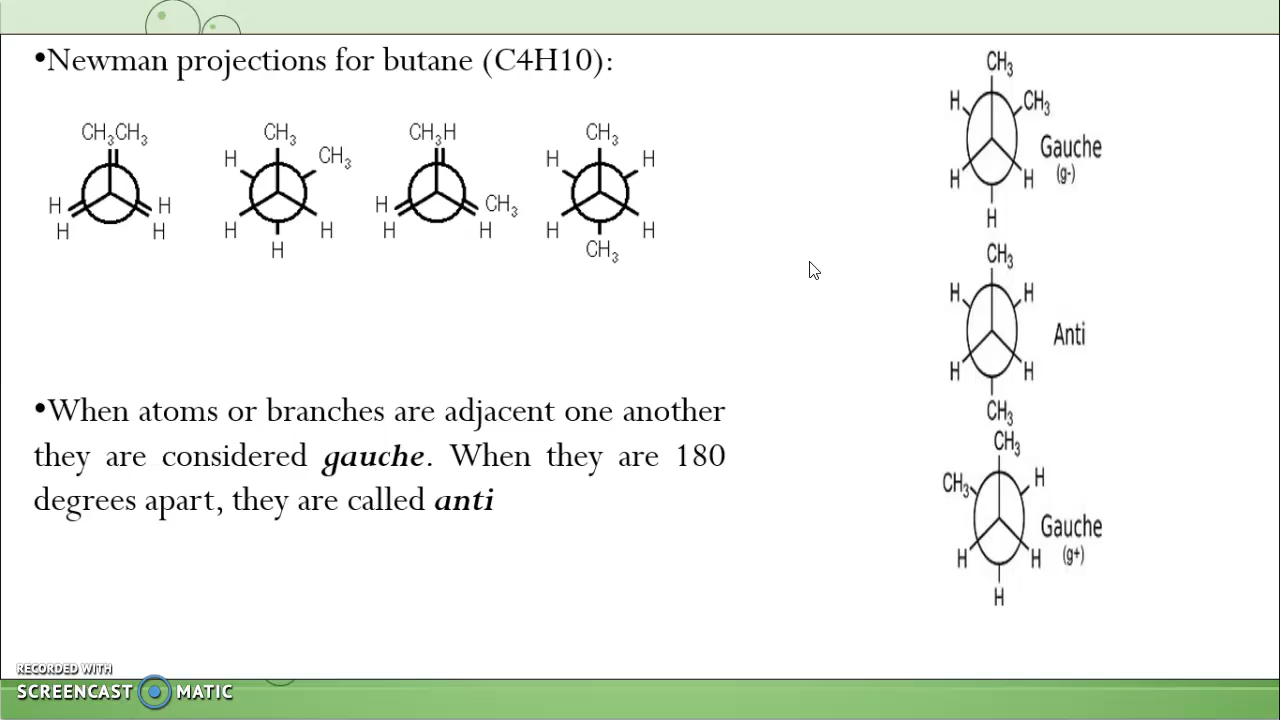 •Newman projections for butane (C4H10):
CH₃CH₃
H H
H H
CH₃
H CH₃
H H
H
CH₃H
H CH₃
H H
CH₃
H H
H H
CH₃
•When atoms or branches are adjacent one another
they are considered gauche. When they are 180
degrees apart, they are called anti
CH₃
H CH₃
Gauche
(g-)
H H
H
CH₃
H H
Anti
H H
CH₃
CH₃
CH₃ H
Gauche
(g+)
H H
H
RECORDED WITH
SCREENCAST MATIC